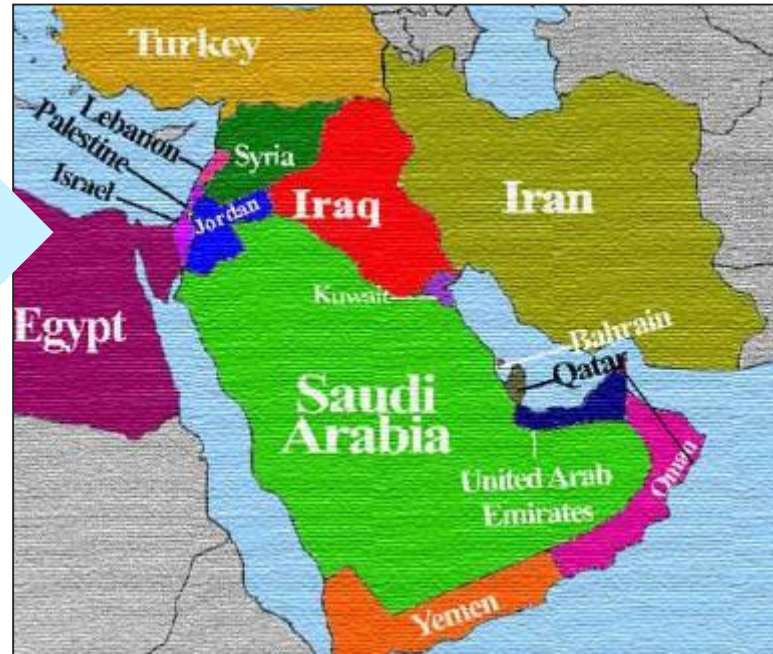 Turkey
Lebanon
Palestine
Israel
Syria
Jordan
Iraq
Iran
Egypt
Kuwait
Bahrain
Qatar
Saudi
Arabia
United Arab
Emirates
Oman
Yemen